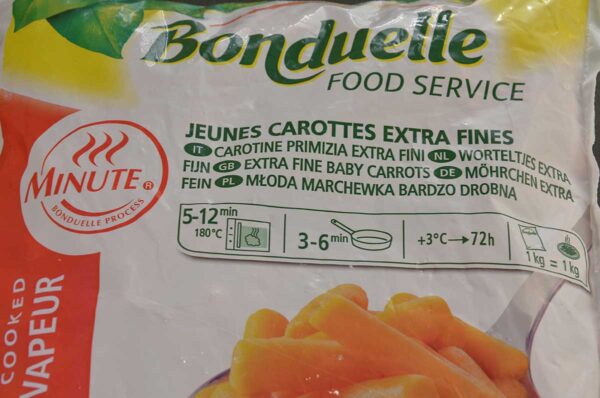 Bonduelle
FOOD SERVICE
JEUNES CAROTTES EXTRA FINES
IT CAROTINE PRIMIZIA EXTRA FINI NL WORTELTJES EXTRA
FIJN GB EXTRA FINE BABY CARROTS DE MÖHRCHEN EXTRA
FEIN PL MŁODA MARCHEWKA BARDZO DROBNA
MINUTE®
BONDUELLE PROCESS
5-12 min
180°C
3-6 min
+3°C→72h
1 kg = 1 kg
COOKED
VAPEUR